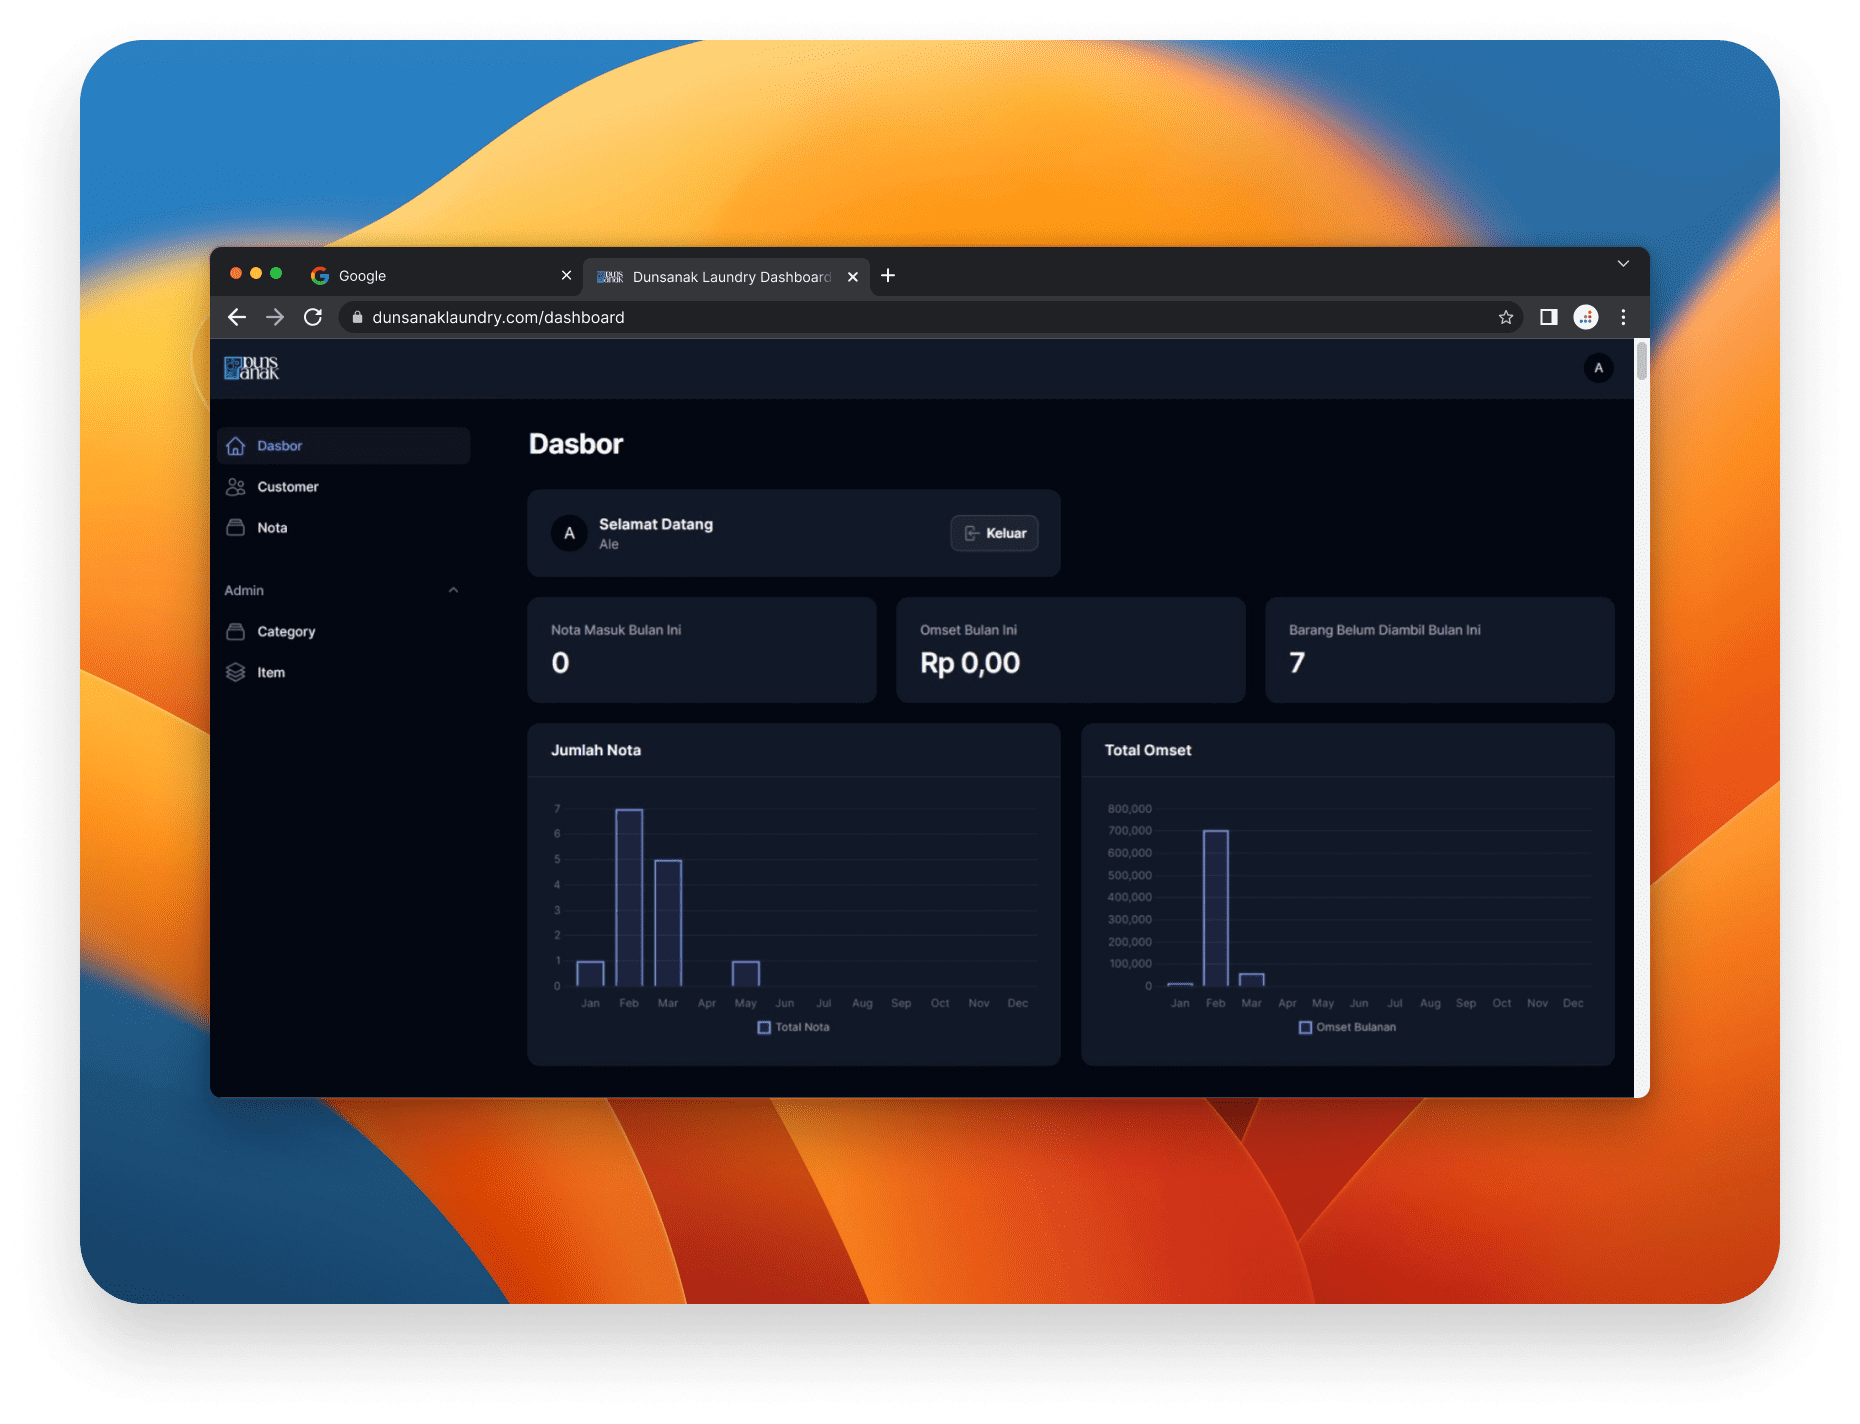 Google
Dunsanak Laundry Dashboard
dunsanaklaundry.com/dashboard
Duns
anak
A
Dasbor
Customer
Nota
Admin
Category
Item
Dasbor
A
Selamat Datang
Ale
Keluar
Nota Masuk Bulan Ini
0
Omset Bulan Ini
Rp 0,00
Barang Belum Diambil Bulan Ini
7
Jumlah Nota
7
6
5
4
3
2
1
0
Jan Feb Mar Apr May Jun Jul Aug Sep Oct Nov Dec
Total Nota
Total Omset
800,000
700,000
600,000
500,000
400,000
300,000
200,000
100,000
0
Jan Feb Mar Apr May Jun Jul Aug Sep Oct Nov Dec
Omset Bulanan